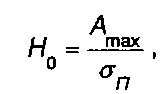 H₀ = A_max / σ_П ,